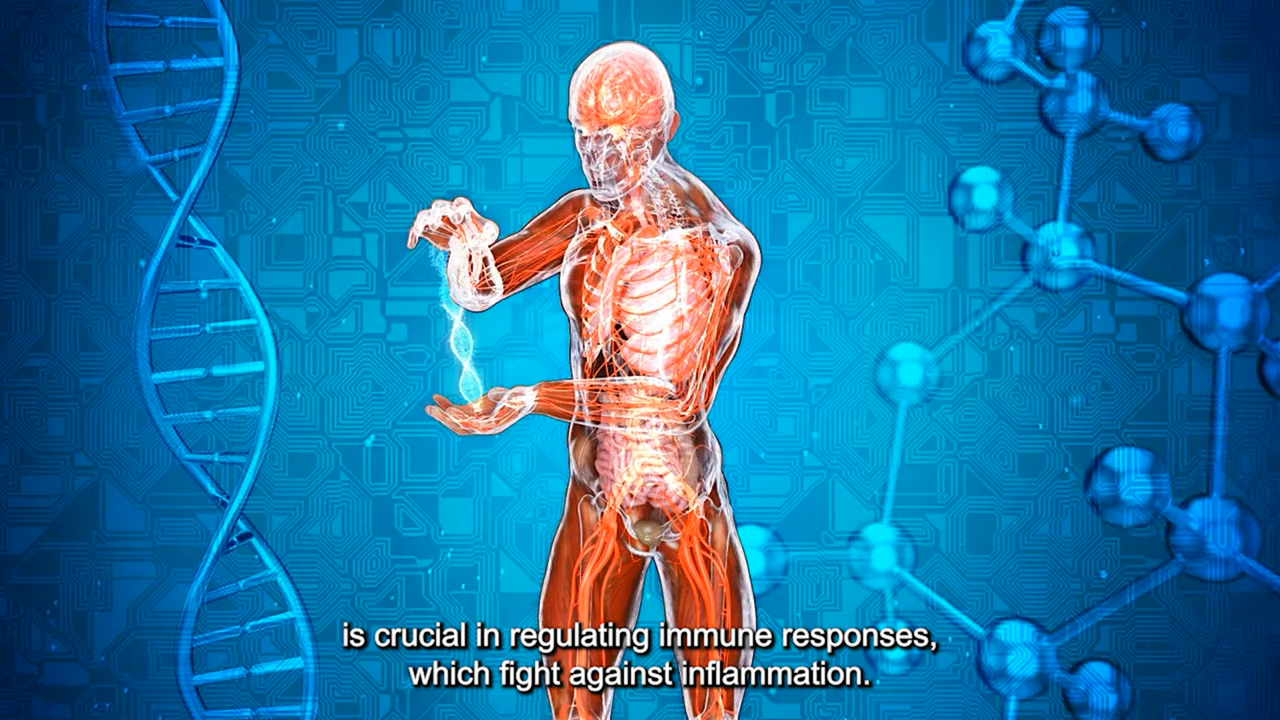 is crucial in regulating immune responses,
which fight against inflammation.